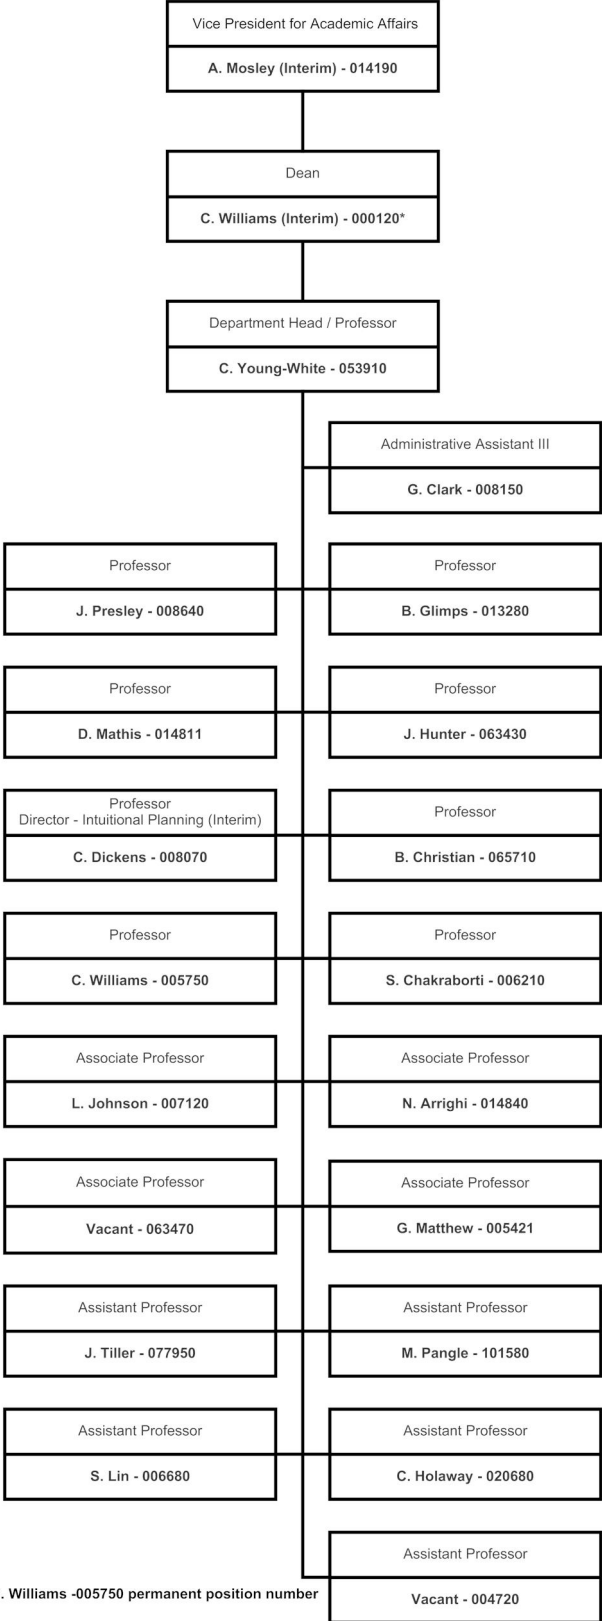 Vice President for Academic Affairs
A. Mosley (Interim) - 014190
Dean
C. Williams (Interim) - 000120*
Department Head / Professor
C. Young-White - 053910
Administrative Assistant III
G. Clark - 008150
Professor
J. Presley - 008640
Professor
B. Glimps - 013280
Professor
D. Mathis - 014811
Professor
J. Hunter - 063430
Professor
Director - Intuitional Planning (Interim)
C. Dickens - 008070
Professor
B. Christian - 065710
Professor
C. Williams - 005750
Professor
S. Chakraborti - 006210
Associate Professor
L. Johnson - 007120
Associate Professor
N. Arrighi - 014840
Associate Professor
Vacant - 063470
Associate Professor
G. Matthew - 005421
Assistant Professor
J. Tiller - 077950
Assistant Professor
M. Pangle - 101580
Assistant Professor
S. Lin - 006680
Assistant Professor
C. Holaway - 020680
Assistant Professor
Vacant - 004720
. Williams -005750 permanent position number